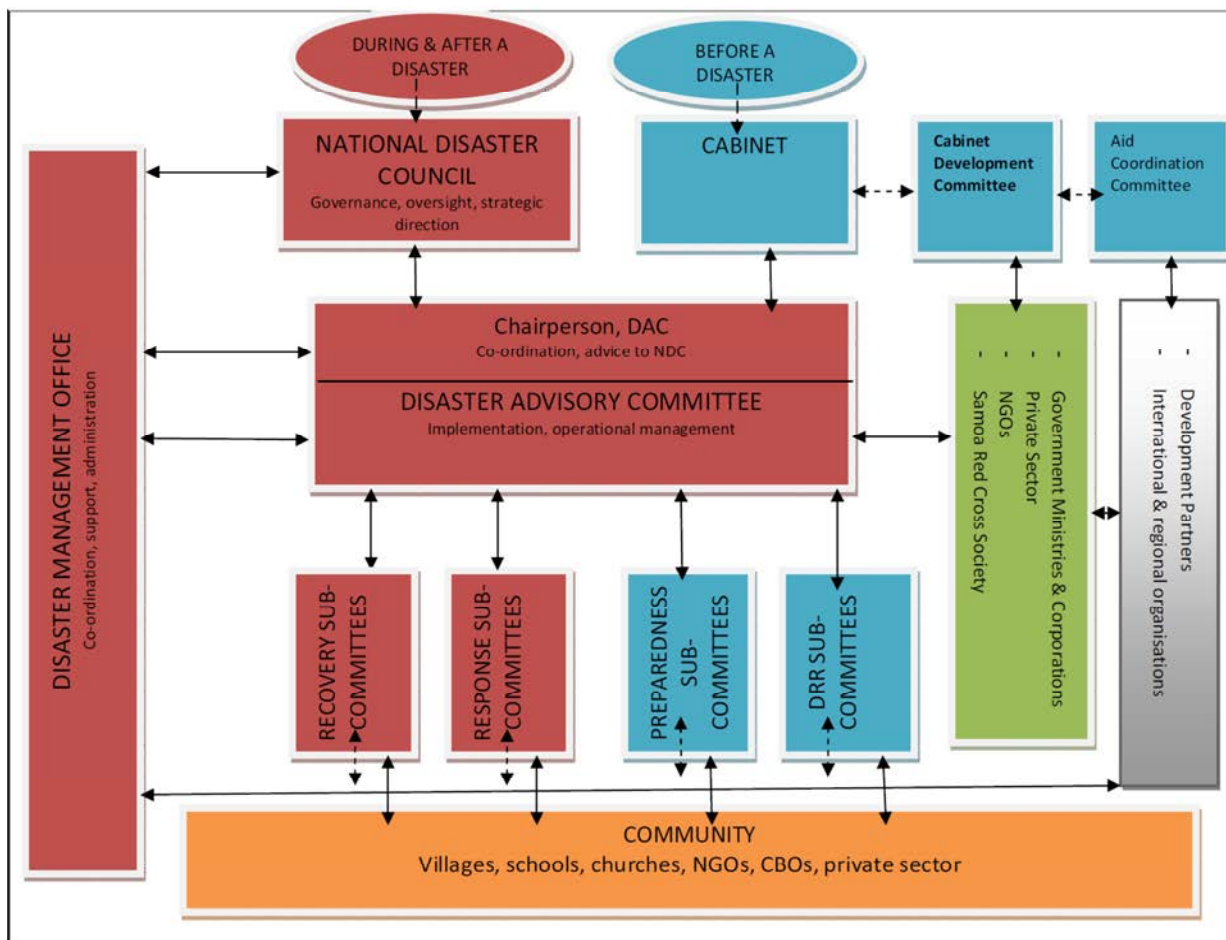 DURING & AFTER A
DISASTER
BEFORE A
DISASTER
NATIONAL DISASTER
COUNCIL
Governance, oversight, strategic
direction
CABINET
Cabinet
Development
Committee
Aid
Coordination
Committee
DISASTER MANAGEMENT OFFICE
Co-ordination, support, administration
Chairperson, DAC
Co-ordination, advice to NDC
DISASTER ADVISORY COMMITTEE
Implementation, operational management
- Government Ministries & Corporations
- Private Sector
- NGOs
- Samoa Red Cross Society
- Development Partners
- International & regional organisations
RECOVERY SUB-
COMMITTEES
RESPONSE SUB-
COMMITTEES
PREPAREDNESS
SUB-
COMMITTEES
DRR SUB-
COMMITTEES
COMMUNITY
Villages, schools, churches, NGOs, CBOs, private sector